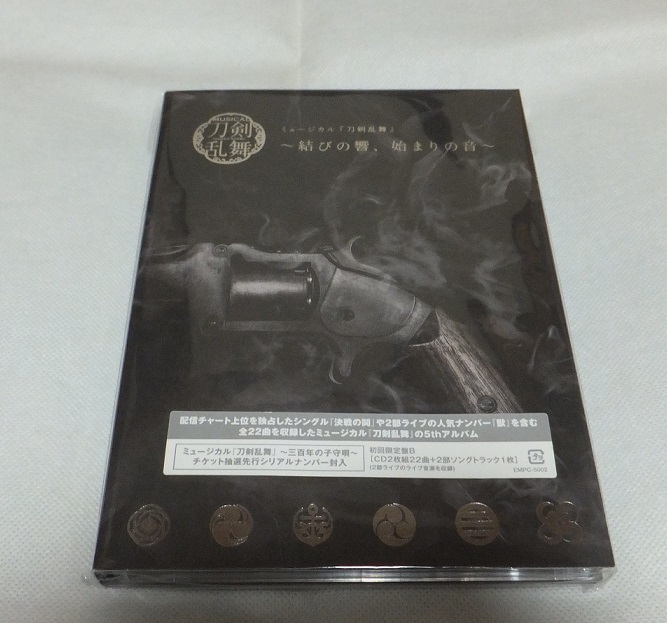 MUSICAL
刀剣
乱舞
ミュージカル『刀剣乱舞』
〜結びの響、始まりの音〜
配信チャート上位を独占したシングル『決戦の鬨』や2部ライブの人気ナンバー『獣』を含む
全22曲を収録したミュージカル『刀剣乱舞』の5thアルバム
ミュージカル『刀剣乱舞』 〜三百年の子守唄〜
チケット抽選先行シリアルナンバー封入
初回限定盤B
[CD2枚組22曲+2部ソングトラック1枚]
(2部ライブのライブ音源を収録)
EMPC-5002